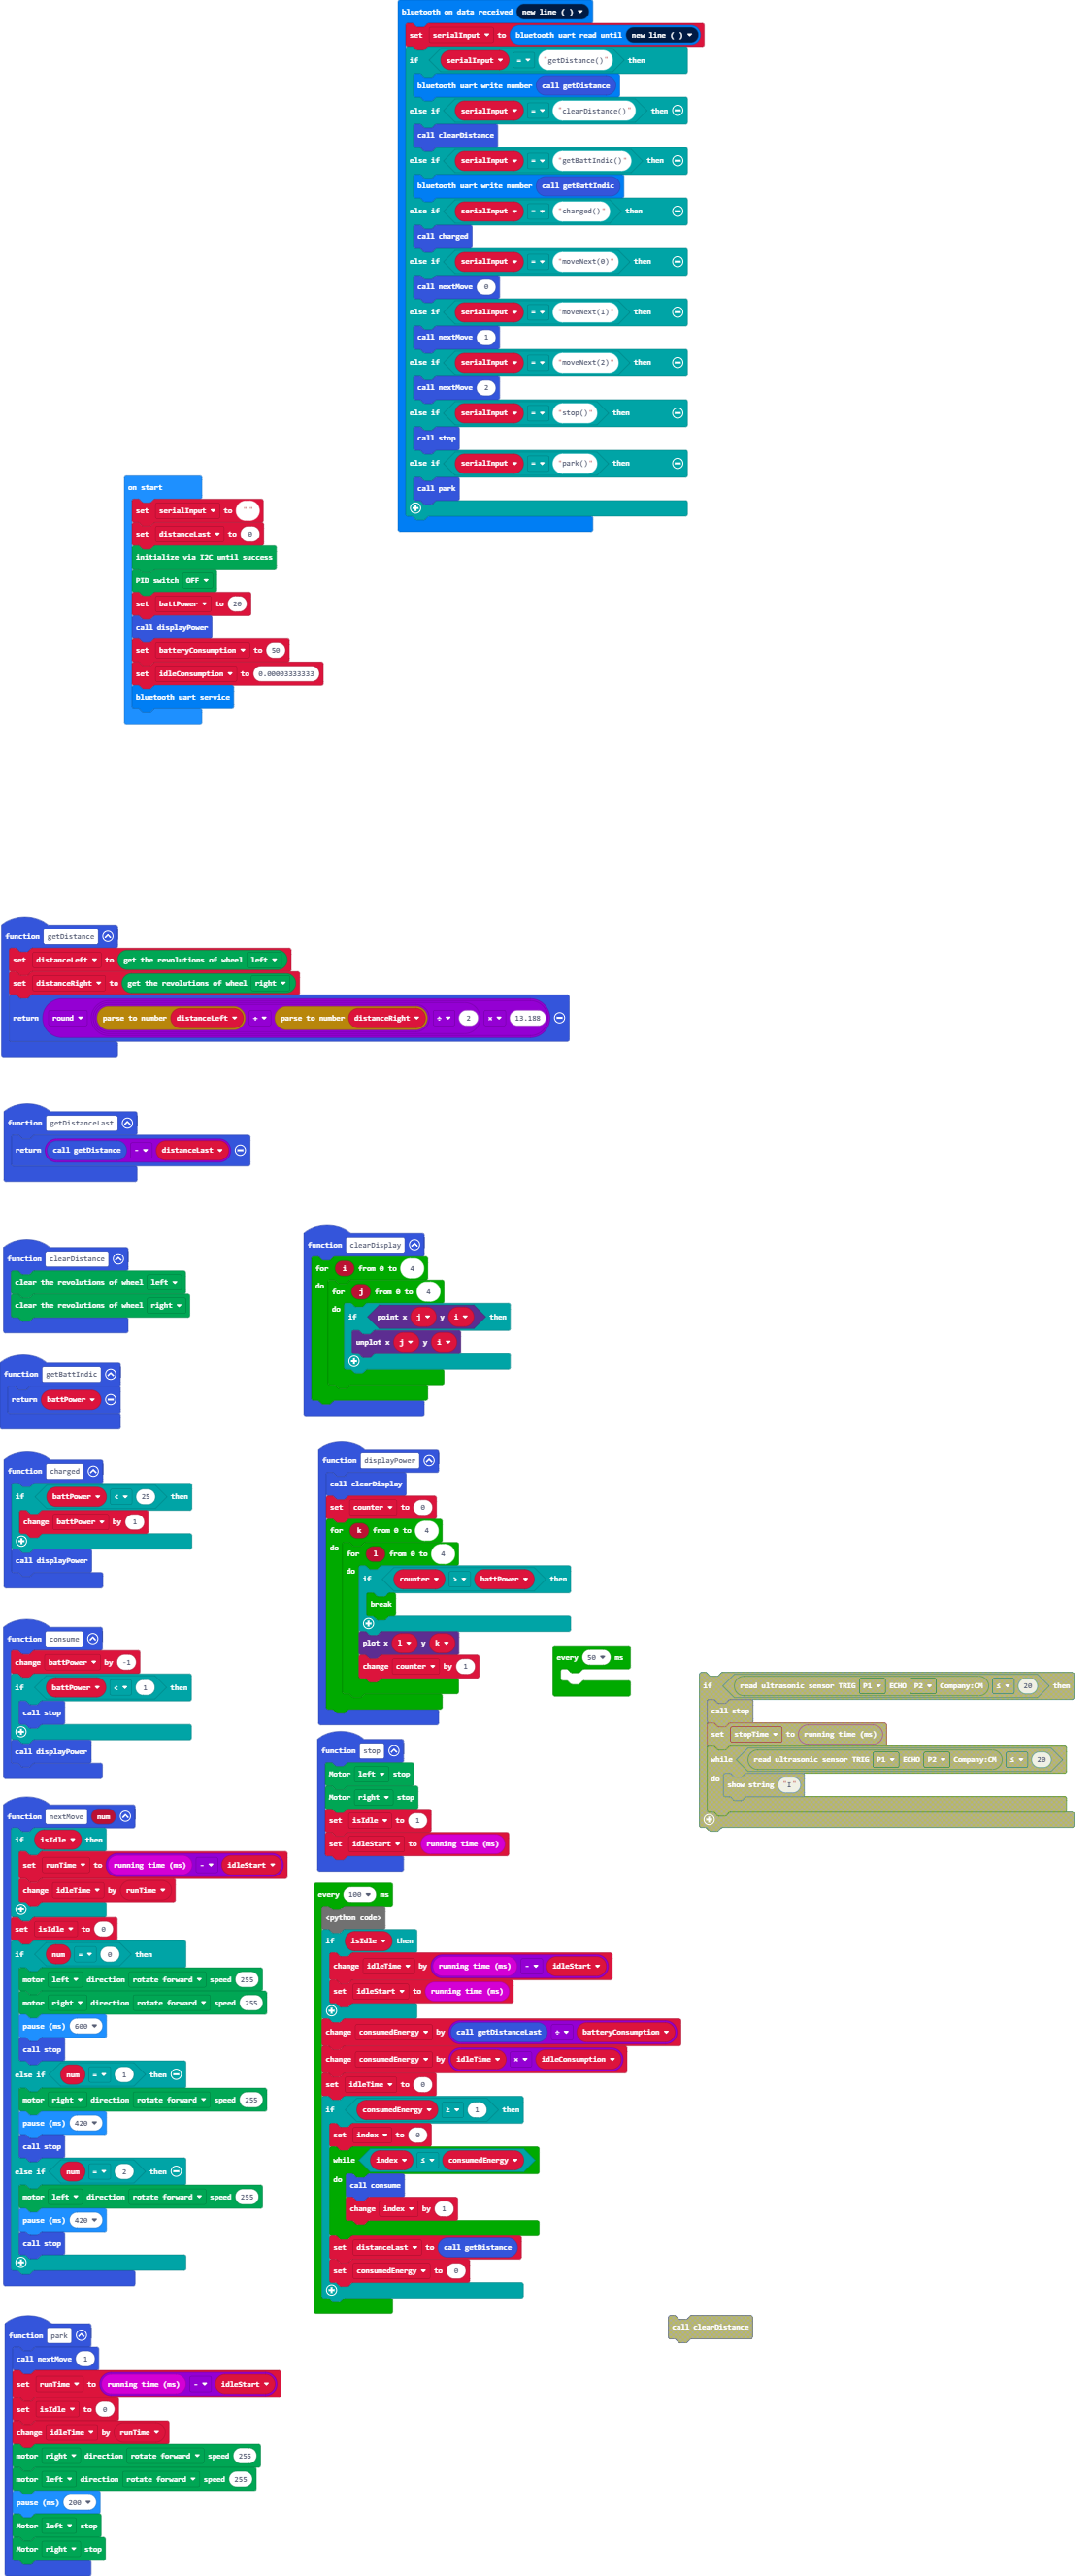 bluetooth on data received new line ( )
set serialInput to bluetooth uart read until new line ( )
if serialInput = "getDistance()" then
bluetooth uart write number call getDistance
else if serialInput = "clearDistance()" then
call clearDistance
else if serialInput = "getBattIndic()" then
bluetooth uart write number call getBattIndic
else if serialInput = "charged()" then
call charged
else if serialInput = "moveNext(0)" then
call nextMove 0
else if serialInput = "moveNext(1)" then
call nextMove 1
else if serialInput = "moveNext(2)" then
call nextMove 2
else if serialInput = "stop()" then
call stop
else if serialInput = "park()" then
call park
on start
set serialInput to " "
set distanceLast to 0
initialize via I2C until success
PID switch OFF
set battPower to 20
call displayPower
set batteryConsumption to 50
set idleConsumption to 0.00003333333
bluetooth uart service
function getDistance
set distanceLeft to get the revolutions of wheel left
set distanceRight to get the revolutions of wheel right
return round parse to number distanceLeft + parse to number distanceRight ÷ 2 × 13.188
function getDistanceLast
return call getDistance - distanceLast
function clearDistance
clear the revolutions of wheel left
clear the revolutions of wheel right
function getBattIndic
return battPower
function charged
if battPower < 25 then
change battPower by 1
call displayPower
function consume
change battPower by -1
if battPower < 1 then
call stop
call displayPower
function nextMove num
if isIdle then
set runTime to running time (ms) - idleStart
change idleTime by runTime
set isIdle to 0
if num = 0 then
motor left direction rotate forward speed 255
motor right direction rotate forward speed 255
pause (ms) 600
call stop
else if num = 1 then
motor right direction rotate forward speed 255
pause (ms) 420
call stop
else if num = 2 then
motor left direction rotate forward speed 255
pause (ms) 420
call stop
function park
call nextMove 1
set runTime to running time (ms) - idleStart
set isIdle to 0
change idleTime by runTime
motor right direction rotate forward speed 255
motor left direction rotate forward speed 255
pause (ms) 200
Motor left stop
Motor right stop
function clearDisplay
for i from 0 to 4
do for j from 0 to 4
do if point x j y i then
unplot x j y i
function displayPower
call clearDisplay
set counter to 0
for k from 0 to 4
do for l from 0 to 4
do if counter > battPower then
break
plot x l y k
change counter by 1
function stop
Motor left stop
Motor right stop
set isIdle to 1
set idleStart to running time (ms)
every 100 ms
<python code>
if isIdle then
change idleTime by running time (ms) - idleStart
set idleStart to running time (ms)
change consumedEnergy by call getDistanceLast ÷ batteryConsumption
change consumedEnergy by idleTime × idleConsumption
set idleTime to 0
if consumedEnergy ≥ 1 then
set index to 0
while index ≤ consumedEnergy
do call consume
change index by 1
set distanceLast to call getDistance
set consumedEnergy to 0
every 50 ms
if read ultrasonic sensor TRIG P1 ECHO P2 Company:CM ≤ 20 then
call stop
set stopTime to running time (ms)
while read ultrasonic sensor TRIG P1 ECHO P2 Company:CM ≤ 20
do show string "I"
call clearDistance